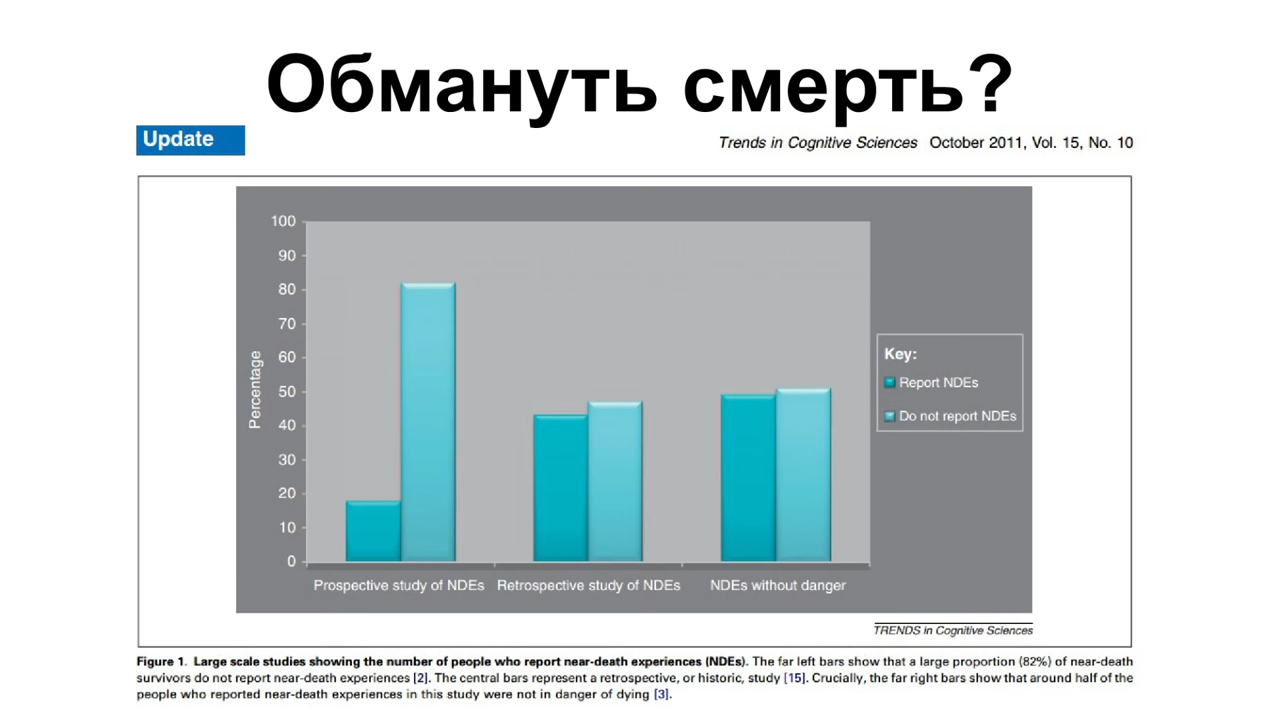 Обмануть смерть?
Update
Trends in Cognitive Sciences October 2011, Vol. 15, No. 10
100
90
80
70
60
50
40
30
20
10
0
Percentage
Prospective study of NDEs
Retrospective study of NDEs
NDEs without danger
Key:
Report NDEs
Do not report NDEs
TRENDS in Cognitive Sciences
Figure 1. Large scale studies showing the number of people who report near-death experiences (NDEs). The far left bars show that a large proportion (82%) of near-death
survivors do not report near-death experiences [2]. The central bars represent a retrospective, or historic, study [15]. Crucially, the far right bars show that around half of the
people who reported near-death experiences in this study were not in danger of dying [3].